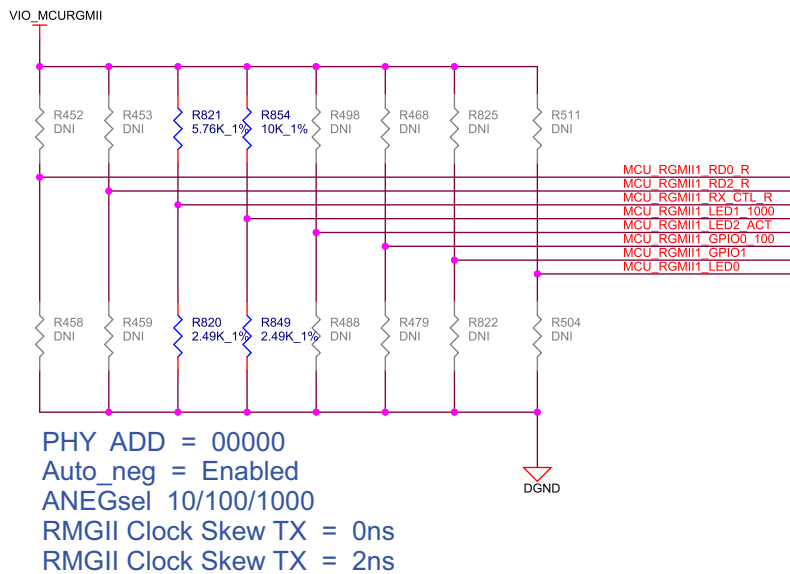 VIO_MCURGMII
R452 R453 R821 R854 R498 R468 R825 R511
DNI DNI 5.76K_1% 10K_1% DNI DNI DNI DNI
MCU_RGMII1_RD0_R
MCU_RGMII1_RD2_R
MCU_RGMII1_RX_CTL_R
MCU_RGMII1_LED1_1000
MCU_RGMII1_LED2_ACT
MCU_RGMII1_GPIO0_100
MCU_RGMII1_GPIO1
MCU_RGMII1_LED0
R458 R459 R820 R849 R488 R479 R822 R504
DNI DNI 2.49K_1% 2.49K_1% DNI DNI DNI DNI
PHY ADD = 00000
Auto_neg = Enabled
ANEGsel 10/100/1000
RMGII Clock Skew TX = 0ns
RMGII Clock Skew TX = 2ns
DGND